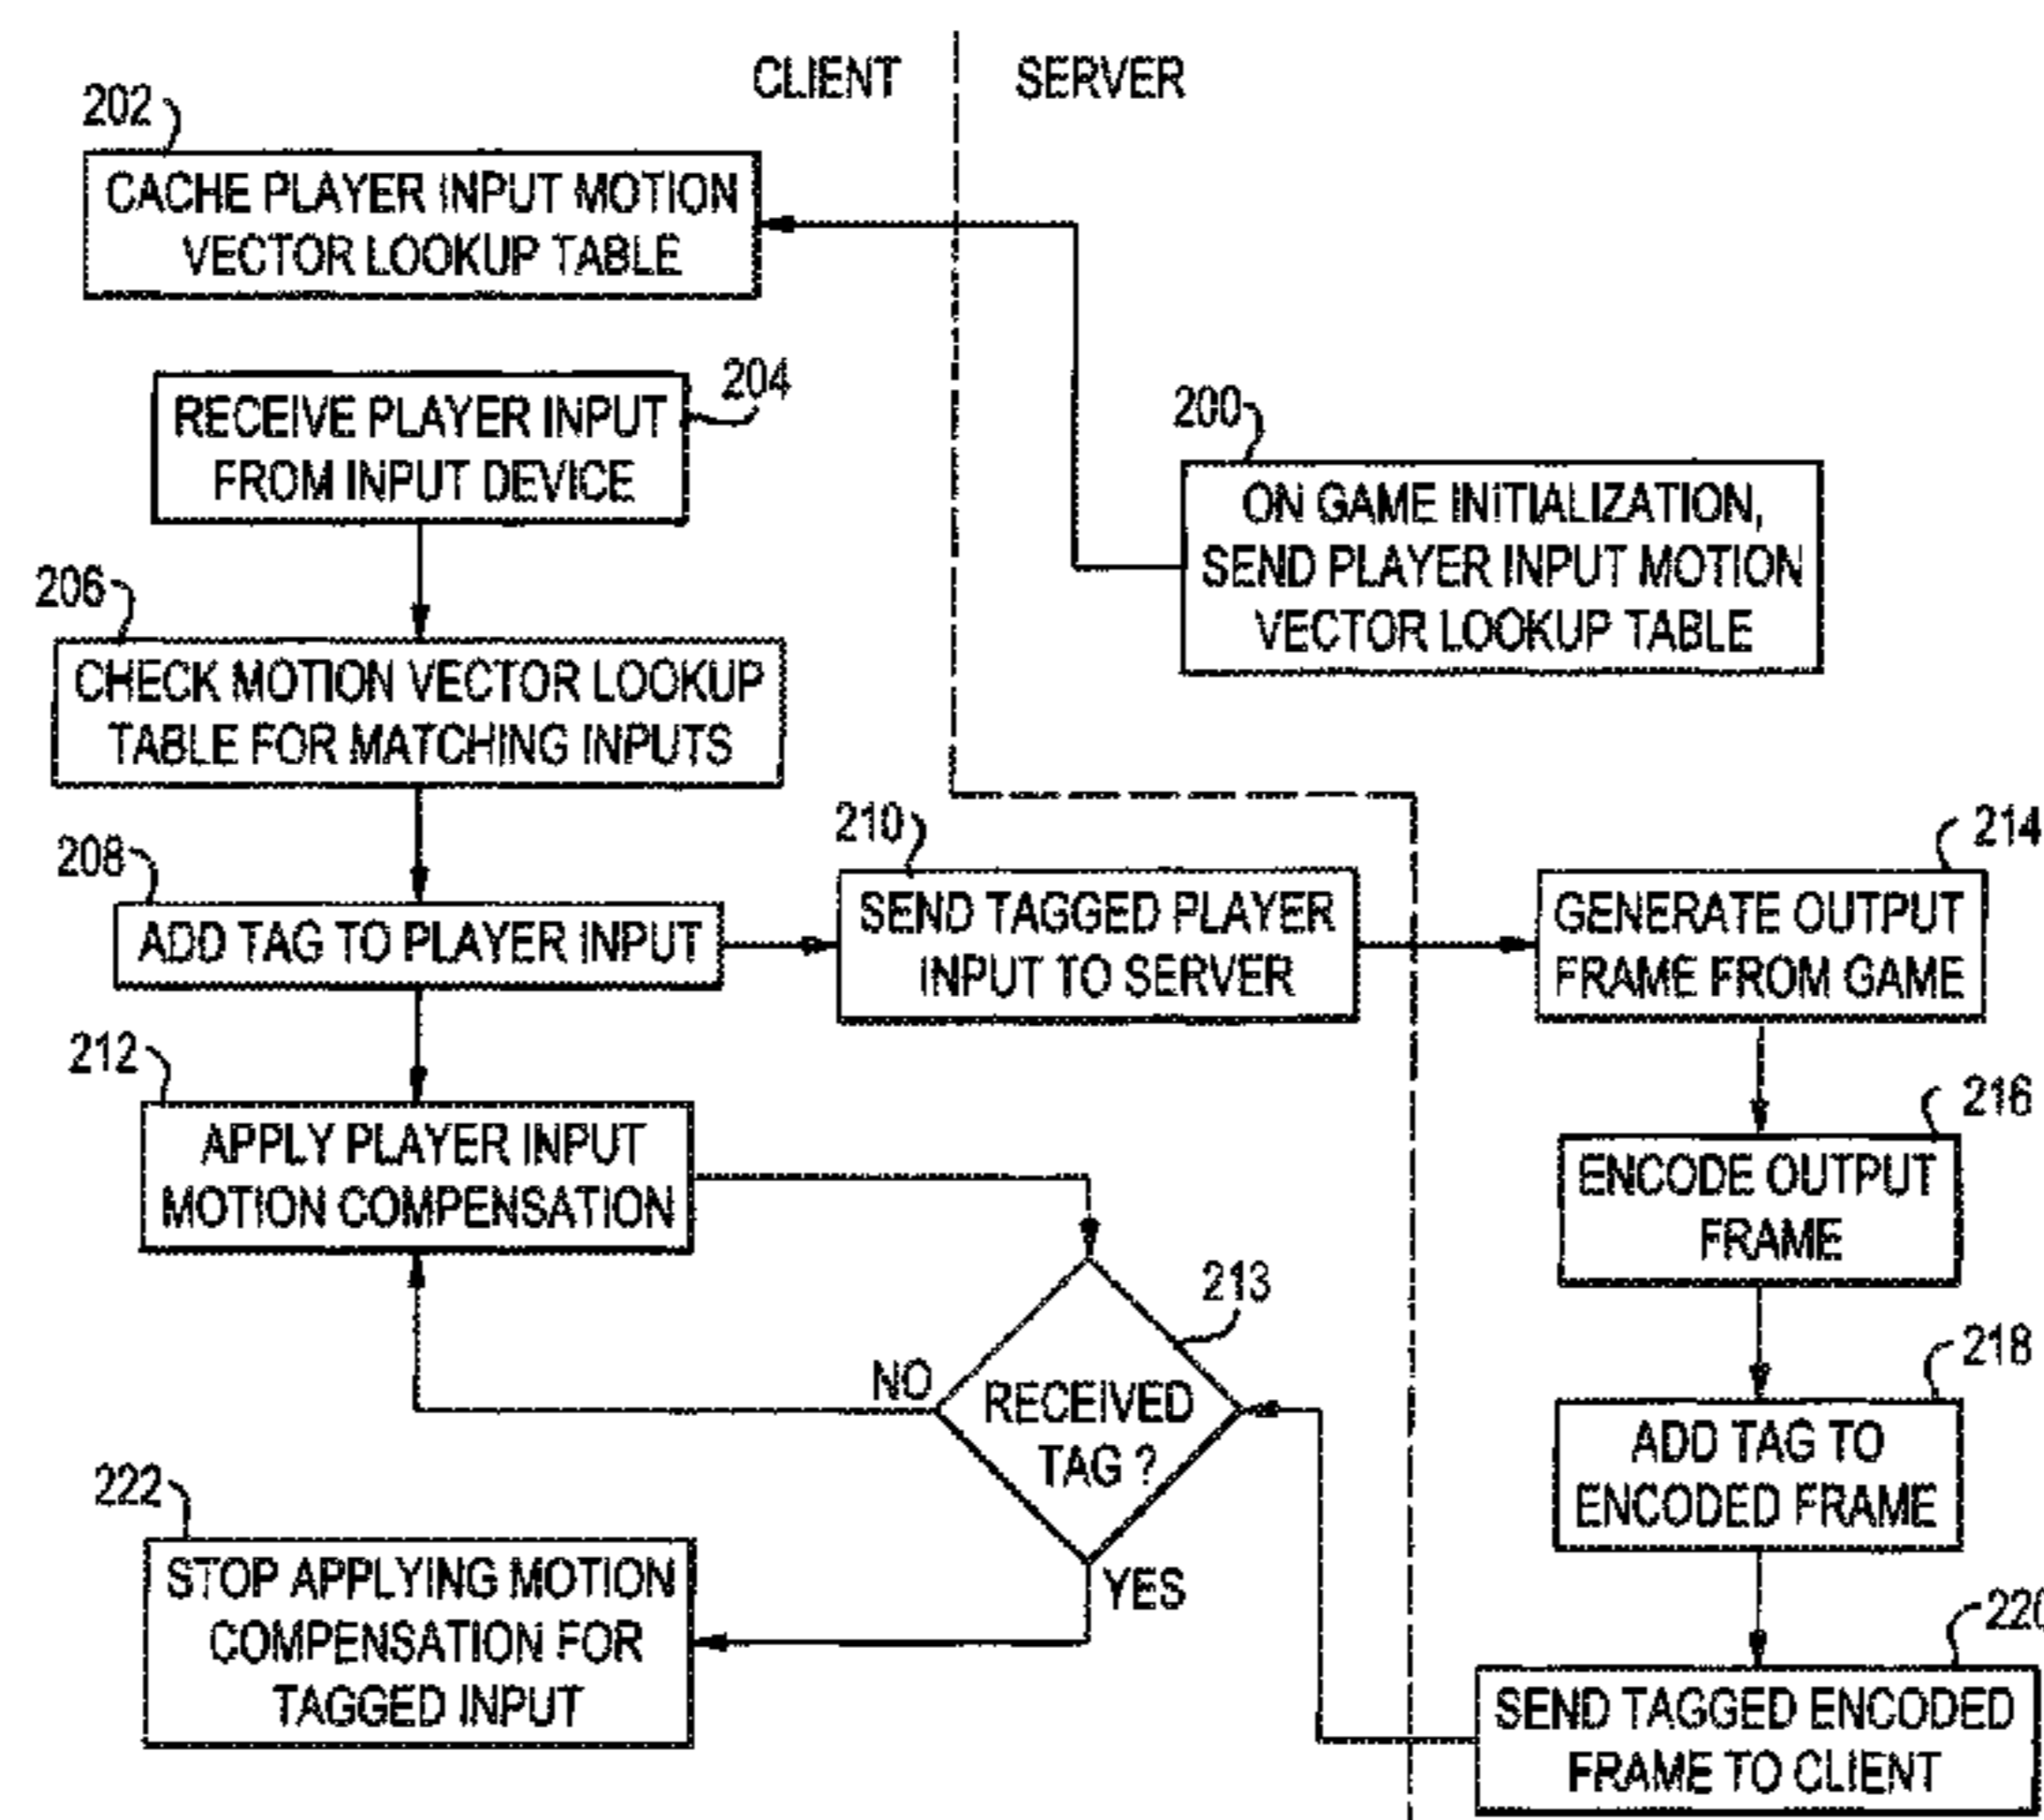 CLIENT
SERVER
202
CACHE PLAYER INPUT MOTION
VECTOR LOOKUP TABLE
204
RECEIVE PLAYER INPUT
FROM INPUT DEVICE
200
ON GAME INITIALIZATION,
SEND PLAYER INPUT MOTION
VECTOR LOOKUP TABLE
206
CHECK MOTION VECTOR LOOKUP
TABLE FOR MATCHING INPUTS
208
ADD TAG TO PLAYER INPUT
210
SEND TAGGED PLAYER
INPUT TO SERVER
214
GENERATE OUTPUT
FRAME FROM GAME
212
APPLY PLAYER INPUT
MOTION COMPENSATION
216
ENCODE OUTPUT
FRAME
213
RECEIVED
TAG ?
NO
YES
218
ADD TAG TO
ENCODED FRAME
222
STOP APPLYING MOTION
COMPENSATION FOR
TAGGED INPUT
220
SEND TAGGED ENCODED
FRAME TO CLIENT